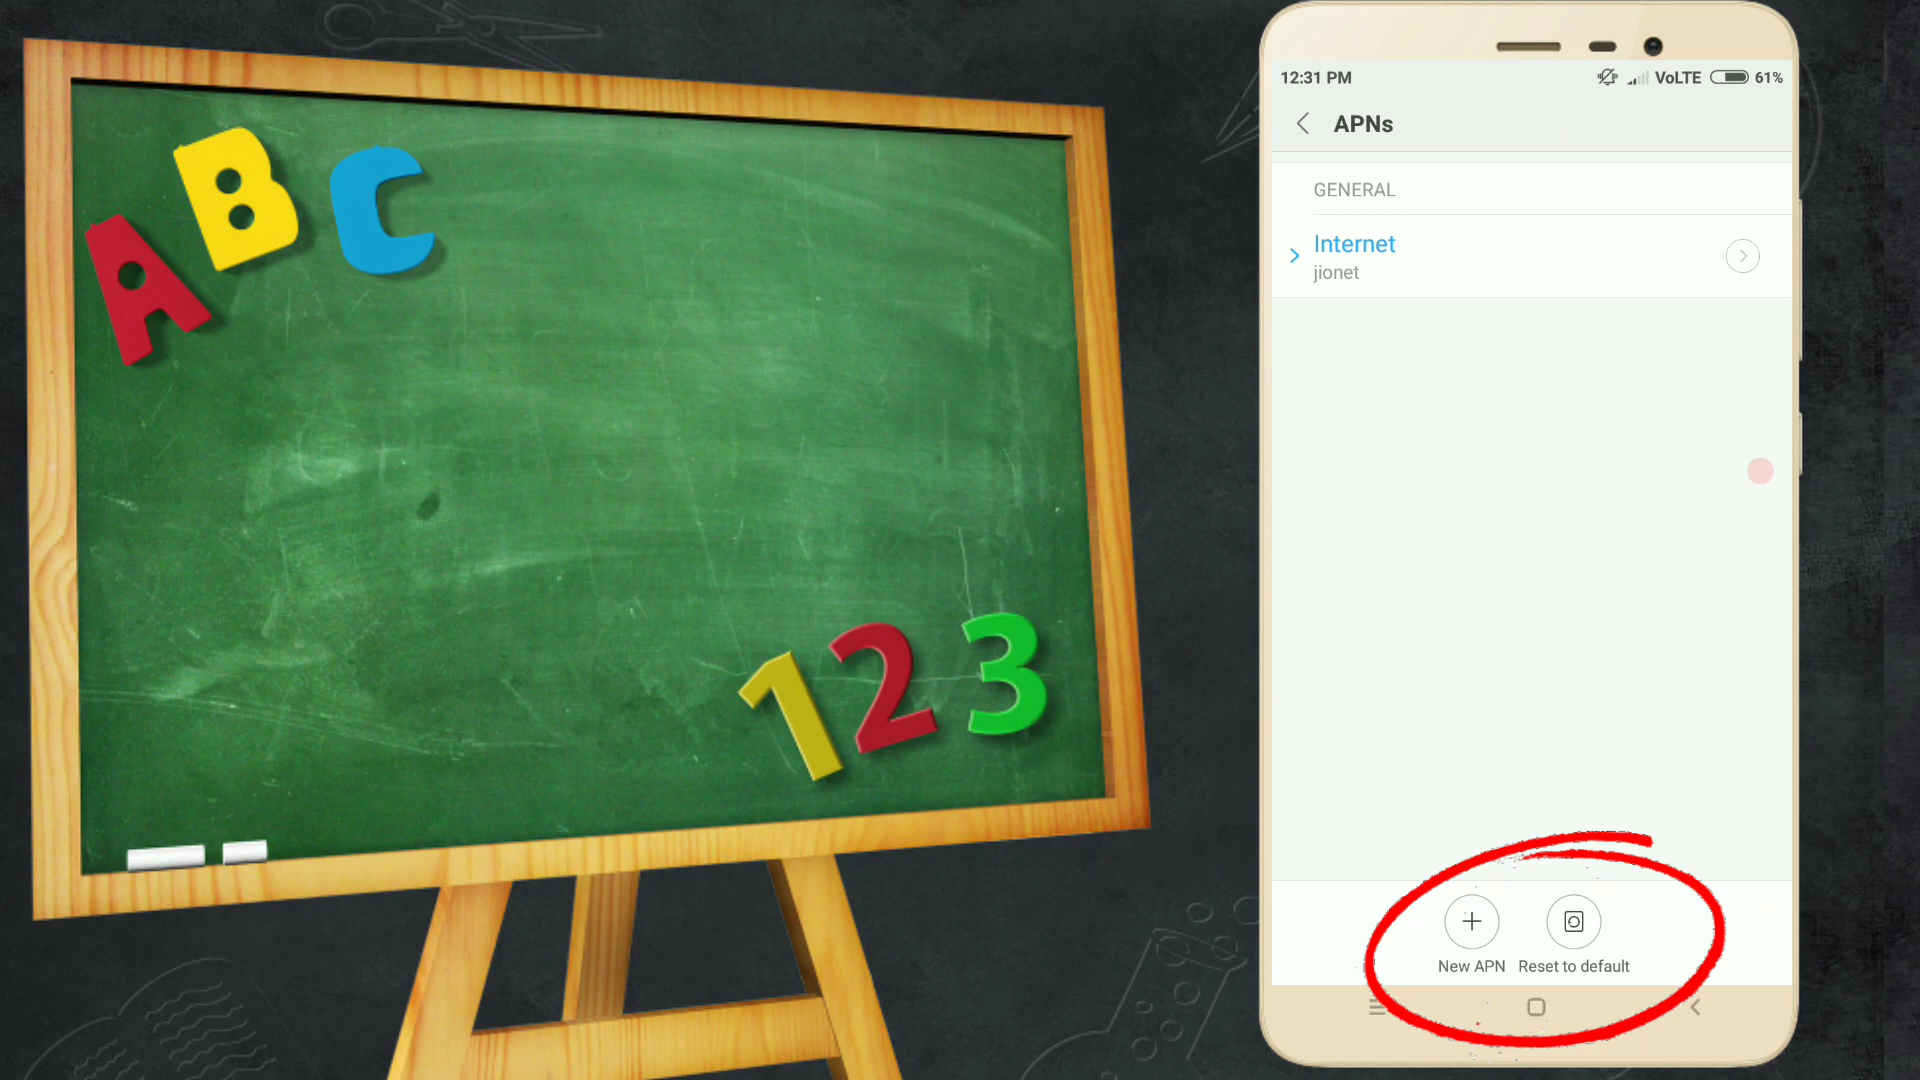 ABC
123
12:31 PM VoLTE 61%
APNs
GENERAL
Internet
jionet
New APN Reset to default